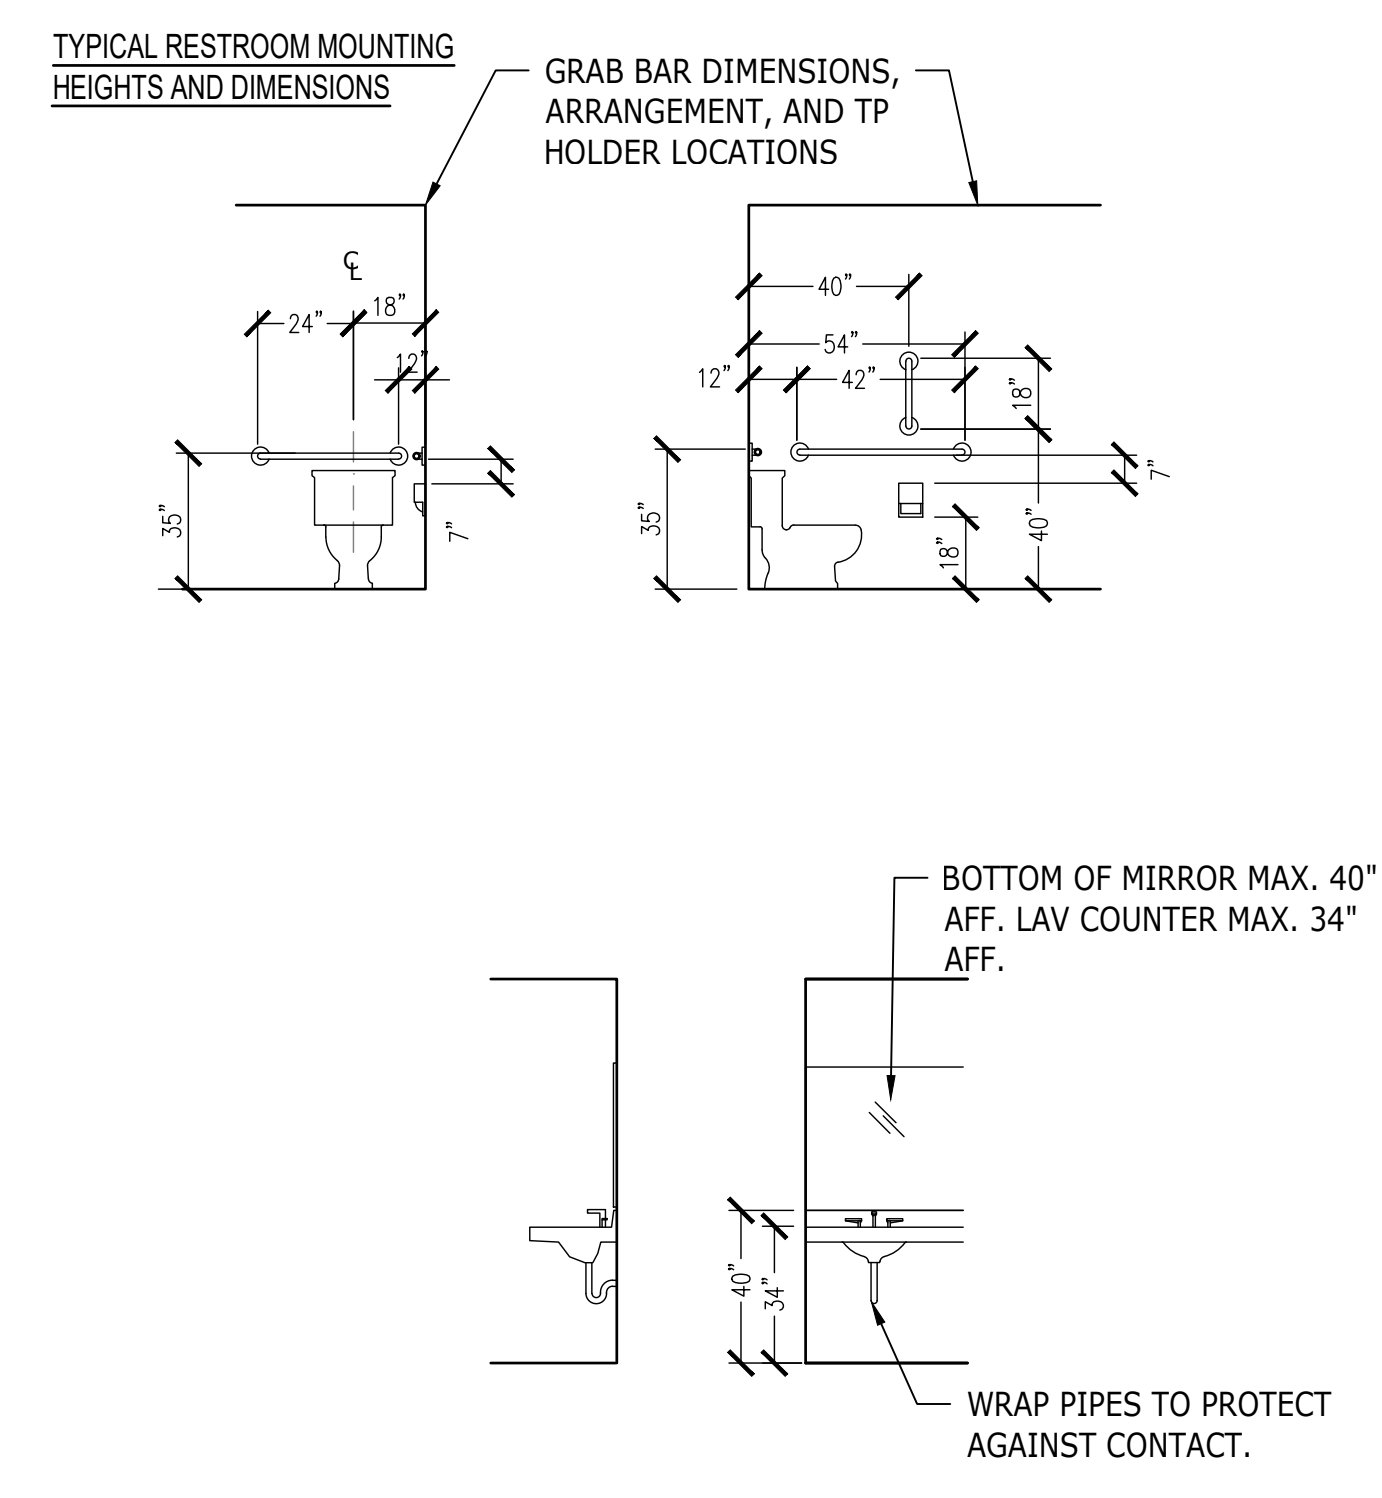 TYPICAL RESTROOM MOUNTING
HEIGHTS AND DIMENSIONS
GRAB BAR DIMENSIONS,
ARRANGEMENT, AND TP
HOLDER LOCATIONS
℄
24”
18”
12”
35”
7”
40”
54”
12”
42”
18”
7”
35”
18”
40”
BOTTOM OF MIRROR MAX. 40"
AFF. LAV COUNTER MAX. 34"
AFF.
40”
34”
WRAP PIPES TO PROTECT
AGAINST CONTACT.